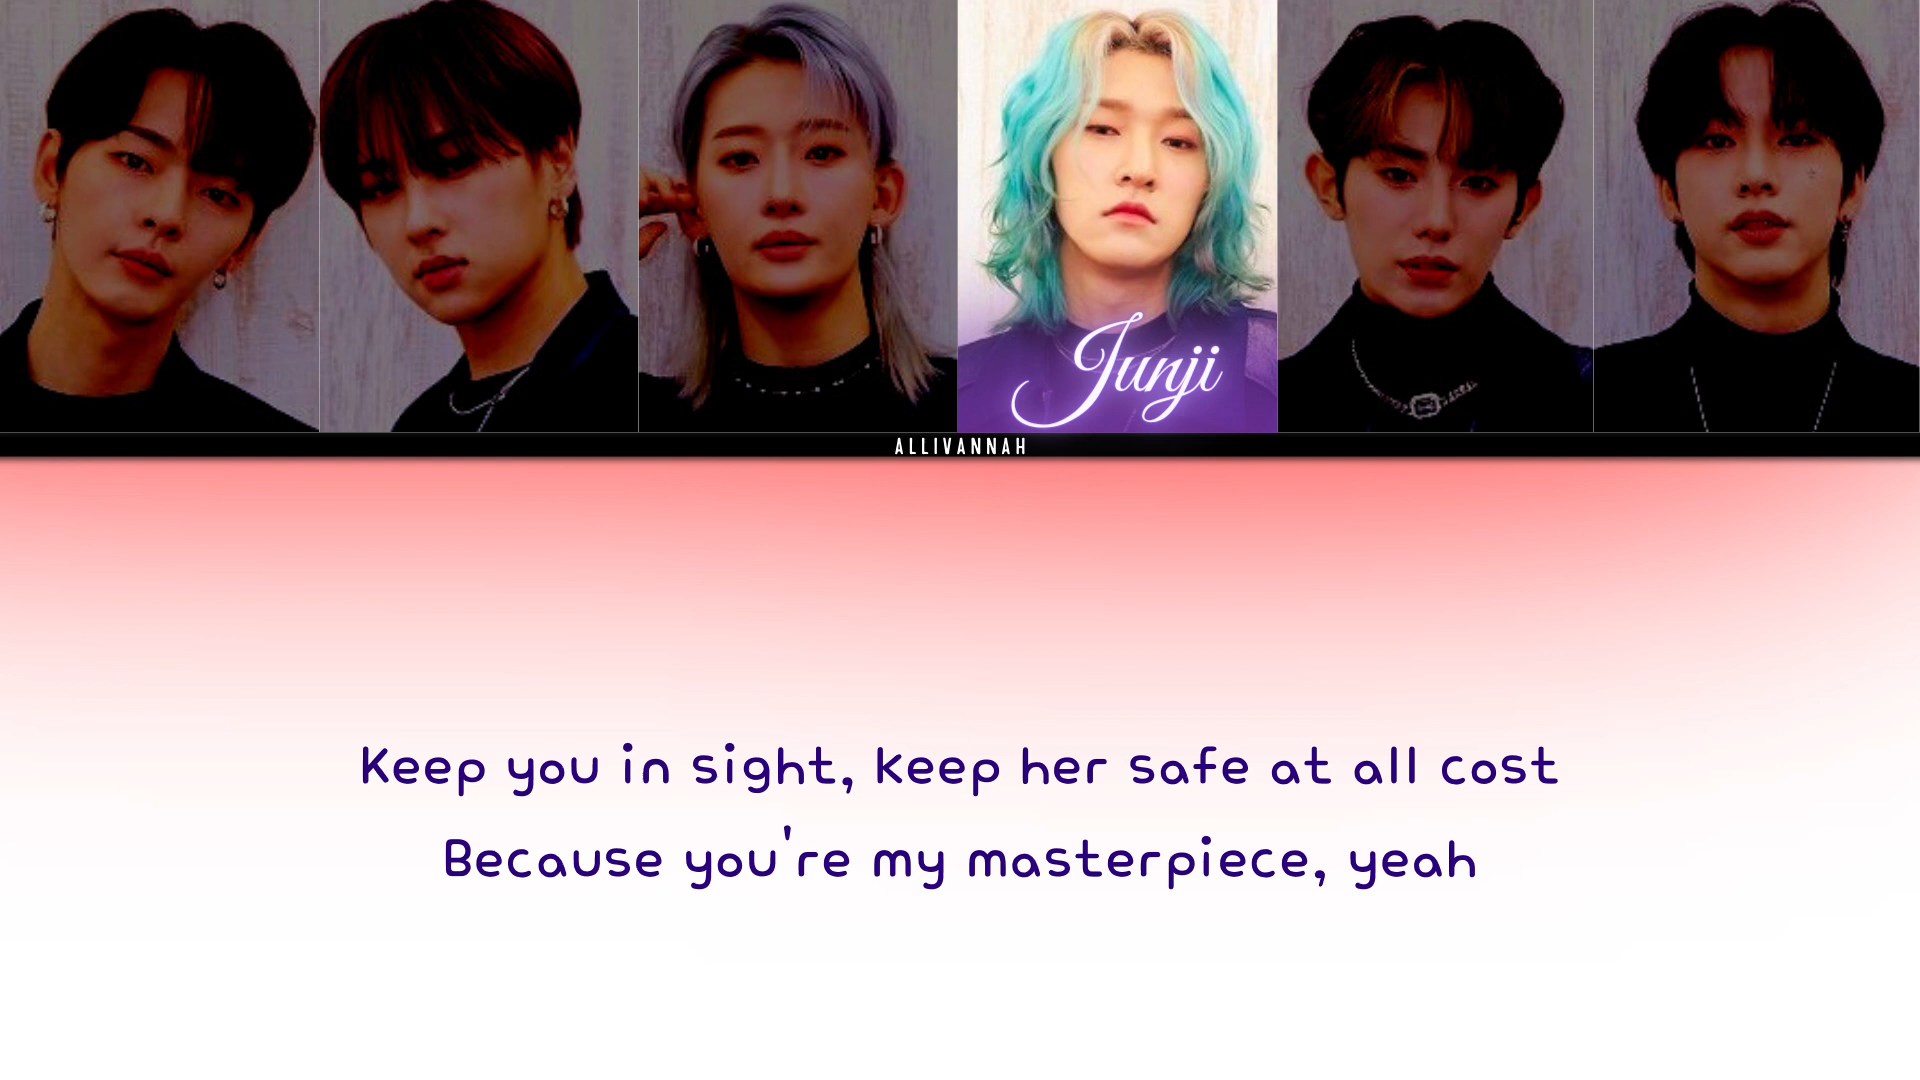 Junji
ALLIVANNAH
Keep you in sight, keep her safe at all cost
Because you're my masterpiece, yeah